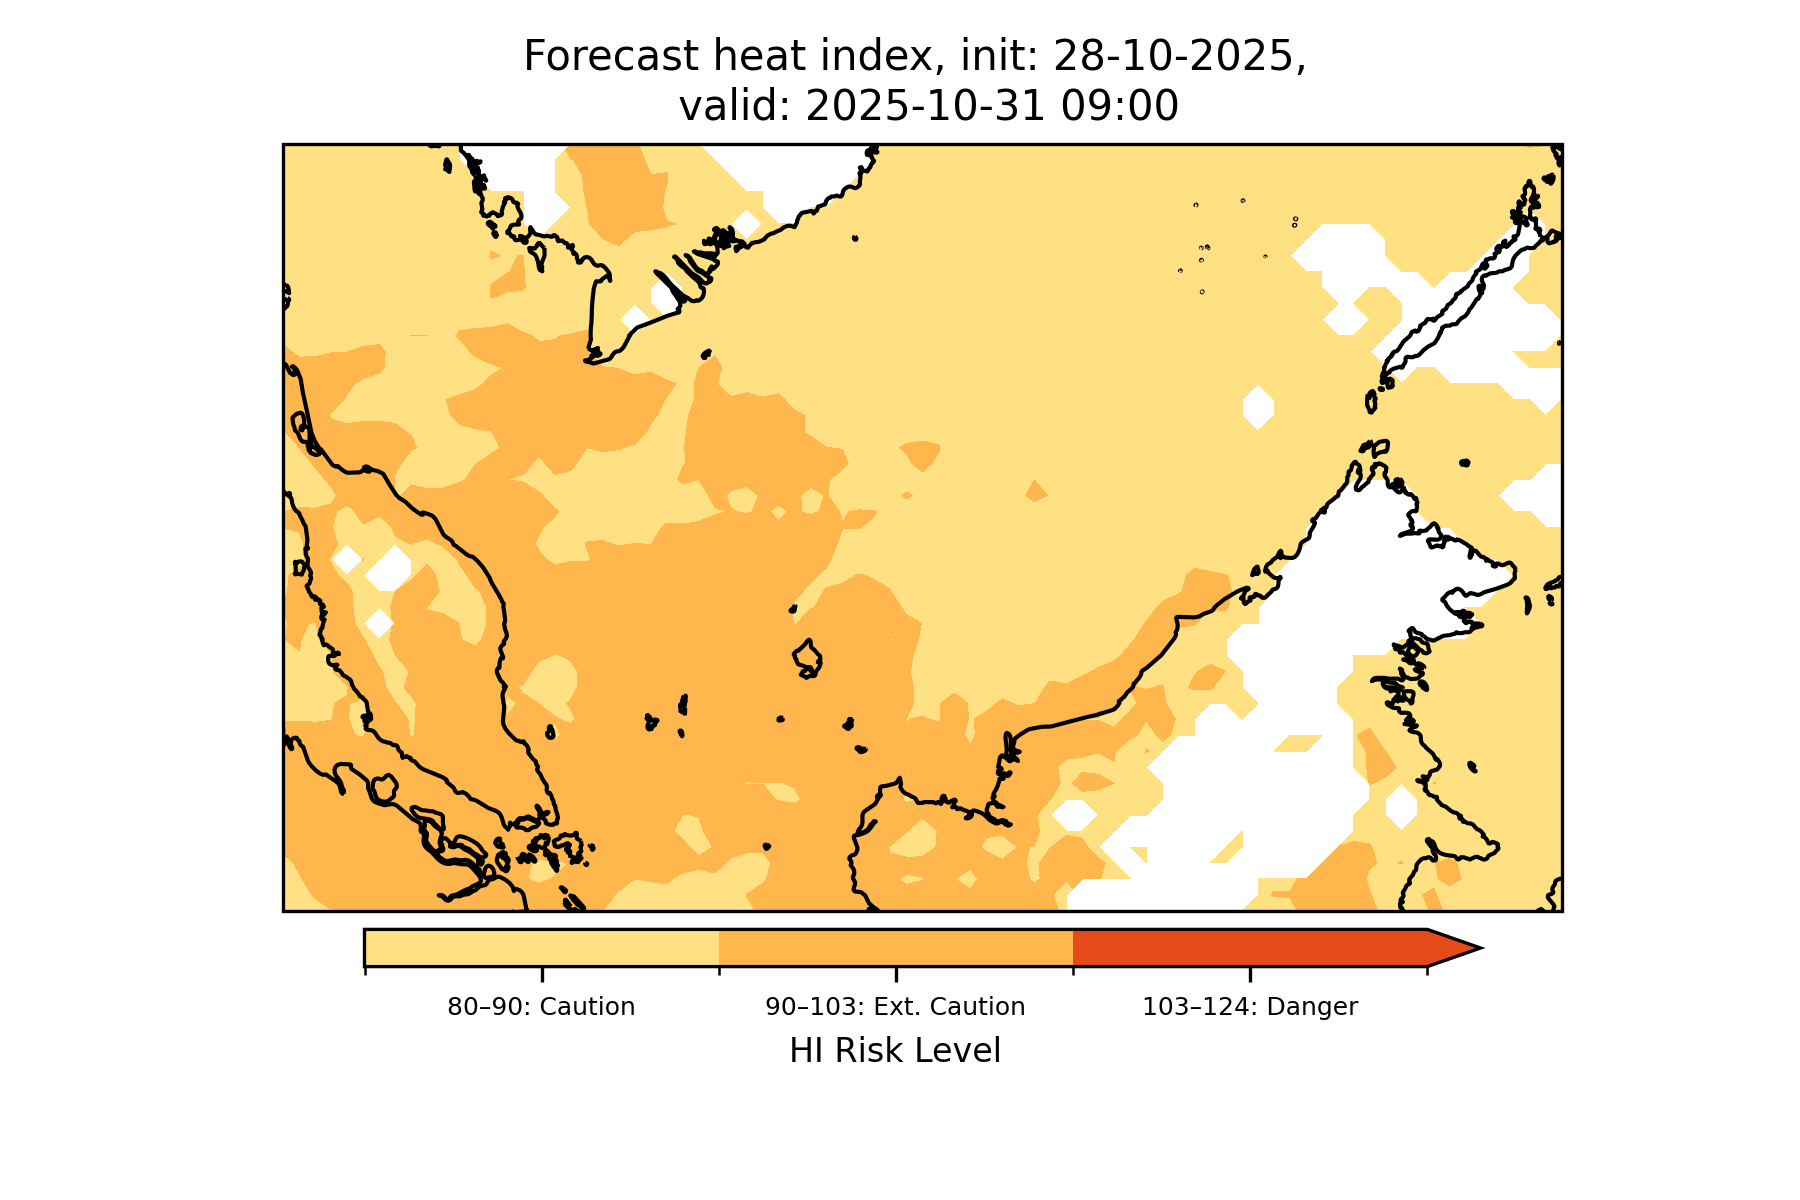 Forecast heat index, init: 28-10-2025,
valid: 2025-10-31 09:00
80–90: Caution
90–103: Ext. Caution
103–124: Danger
HI Risk Level